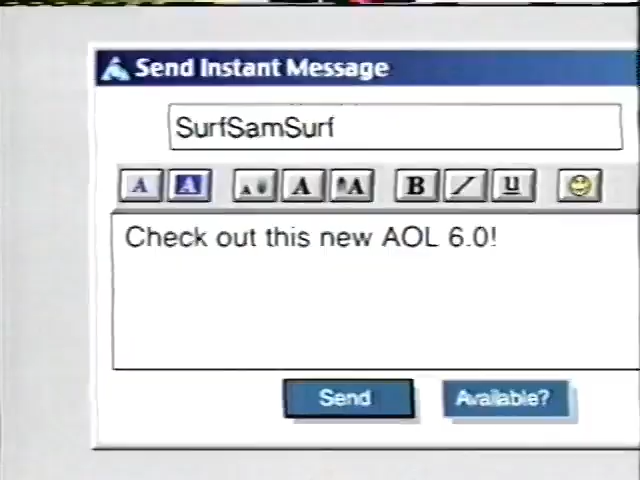 Send Instant Message
SurfSamSurf
A A A A A B / U
Check out this new AOL 6.0!
Send Available?